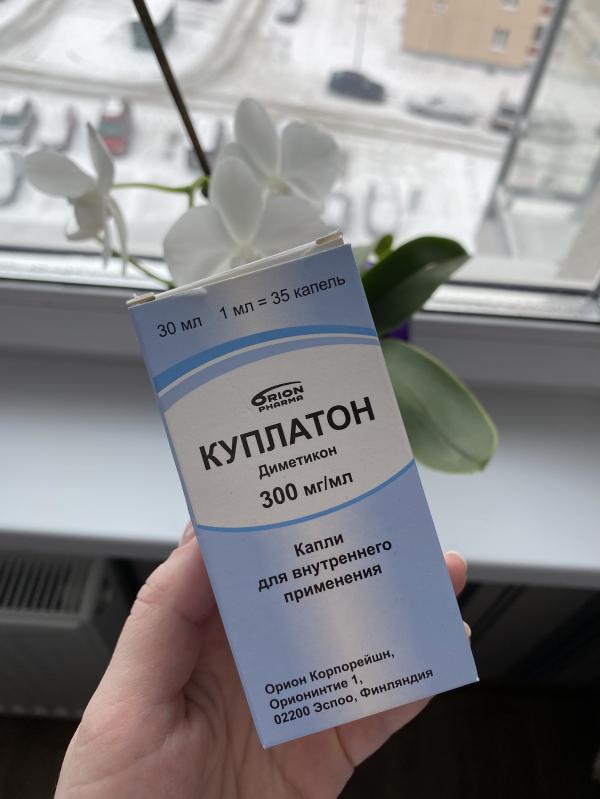 30 мл 1 мл = 35 капель
ORION
PHARMA
КУПЛАТОН
Диметикон
300 мг/мл
Капли
для внутреннего
применения
Орион Корпорейшн,
Орионинтие 1,
02200 Эспоо, Финляндия